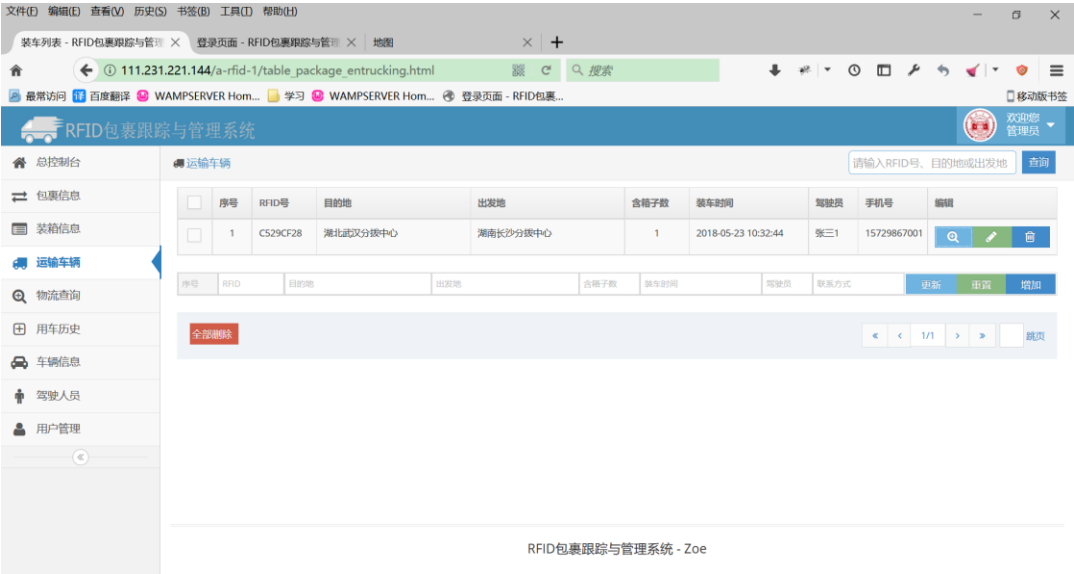 文件(F) 编辑(E) 查看(V) 历史(S) 书签(B) 工具(T) 帮助(H)
装车列表 - RFID包裹跟踪与管理 登录页面 - RFID包裹跟踪与管理 地图
111.231.221.144/a-rfid-1/table_package_entrucking.html 搜索
最常访问 百度翻译 WAMPSERVER Hom... 学习 WAMPSERVER Hom... 登录页面 - RFID包裹... 移动版书签
RFID包裹跟踪与管理系统 欢迎您
管理员
总控制台 运输车辆 请输入RFID号、目的地或出发地 查询
包裹信息 序号 RFID号 目的地 出发地 含箱子数 装车时间 驾驶员 手机号 编辑
装箱信息 1 C529CF28 湖北武汉分拨中心 湖南长沙分拨中心 1 2018-05-23 10:32:44 张三1 15729867001
运输车辆
物流查询 序号 RFID 目的地 出发地 含箱子数 装车时间 驾驶员 联系方式 更新 重置 增加
用车历史 全部删除 « ‹ 1/1 › » 跳页
车辆信息
驾驶人员
用户管理
RFID包裹跟踪与管理系统 - Zoe